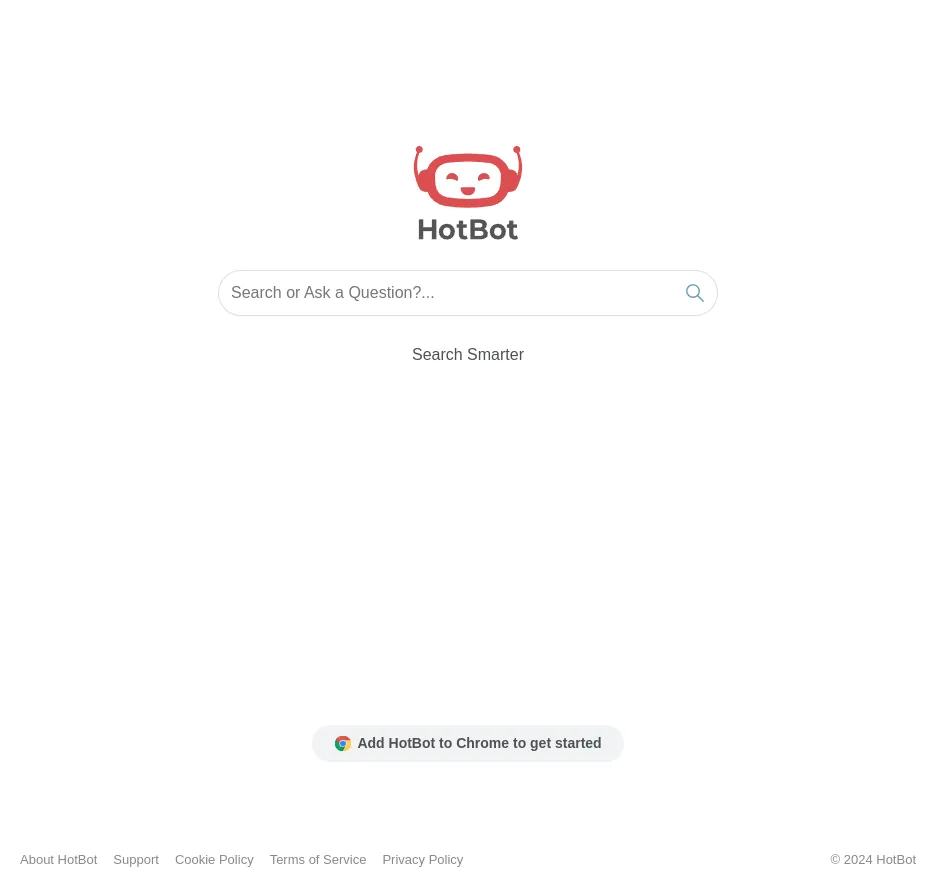 HotBot
Search or Ask a Question?...
Search Smarter
Add HotBot to Chrome to get started
About HotBot Support Cookie Policy Terms of Service Privacy Policy © 2024 HotBot